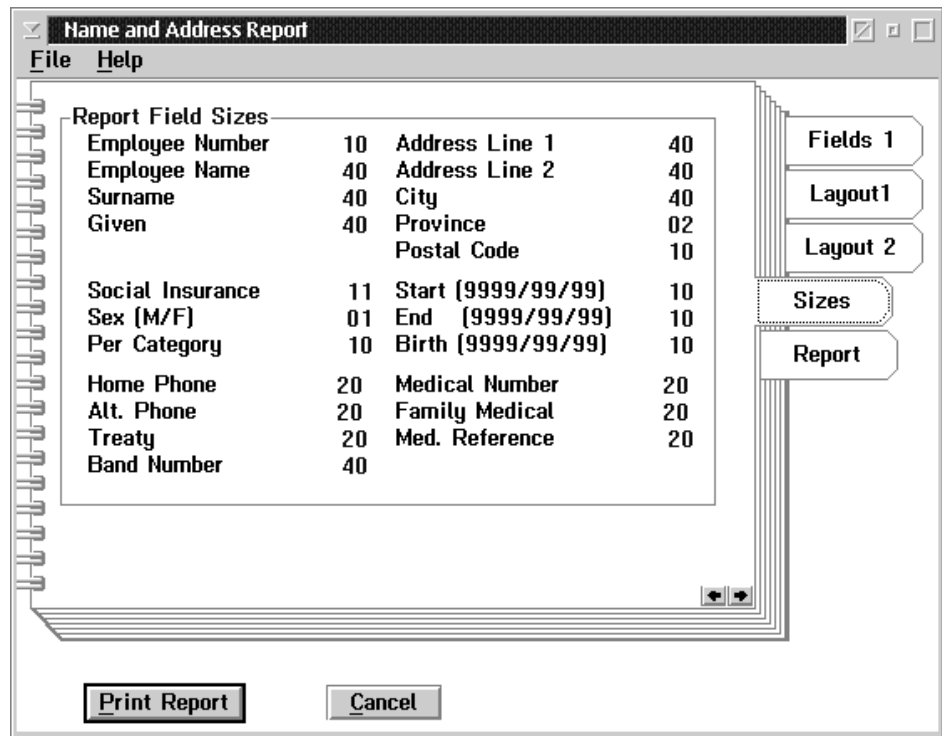 Name and Address Report
File Help
Report Field Sizes
Employee Number 10 Address Line 1 40
Employee Name 40 Address Line 2 40
Surname 40 City 40
Given 40 Province 02
Postal Code 10
Social Insurance 11 Start (9999/99/99) 10
Sex (M/F) 01 End (9999/99/99) 10
Per Category 10 Birth (9999/99/99) 10
Home Phone 20 Medical Number 20
Alt. Phone 20 Family Medical 20
Treaty 20 Med. Reference 20
Band Number 40
Fields 1
Layout1
Layout 2
Sizes
Report
Print Report Cancel